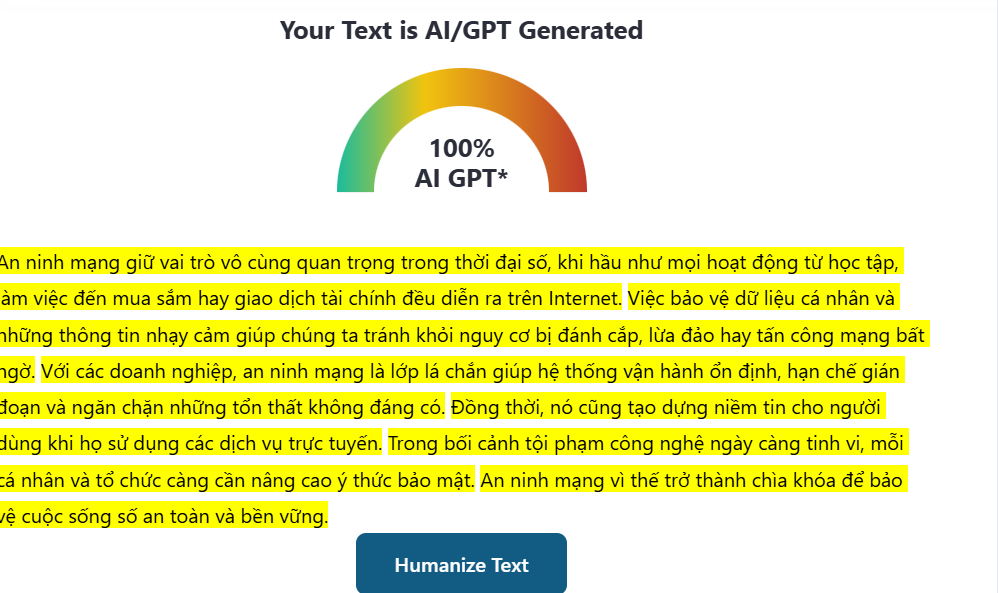 Your Text is AI/GPT Generated
100%
AI GPT*
An ninh mạng giữ vai trò vô cùng quan trọng trong thời đại số, khi hầu như mọi hoạt động từ học tập,
làm việc đến mua sắm hay giao dịch tài chính đều diễn ra trên Internet. Việc bảo vệ dữ liệu cá nhân và
những thông tin nhạy cảm giúp chúng ta tránh khỏi nguy cơ bị đánh cắp, lừa đảo hay tấn công mạng bất
ngờ. Với các doanh nghiệp, an ninh mạng là lớp lá chắn giúp hệ thống vận hành ổn định, hạn chế gián
đoạn và ngăn chặn những tổn thất không đáng có. Đồng thời, nó cũng tạo dựng niềm tin cho người
dùng khi họ sử dụng các dịch vụ trực tuyến. Trong bối cảnh tội phạm công nghệ ngày càng tinh vi, mỗi
cá nhân và tổ chức càng cần nâng cao ý thức bảo mật. An ninh mạng vì thế trở thành chìa khóa để bảo
vệ cuộc sống số an toàn và bền vững.
Humanize Text